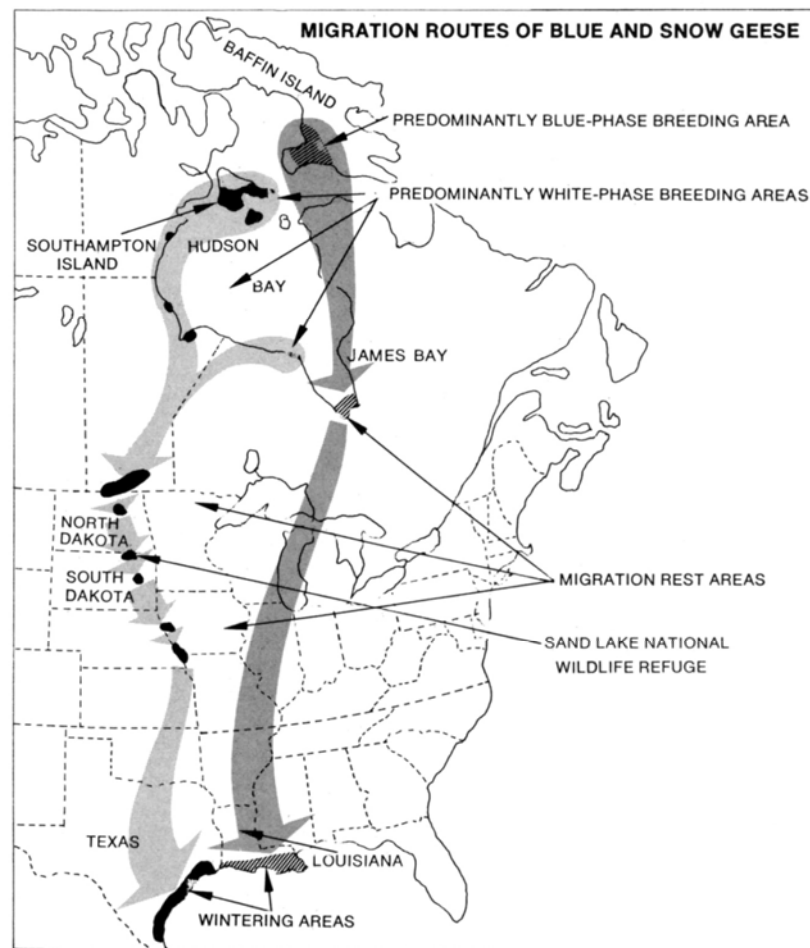 MIGRATION ROUTES OF BLUE AND SNOW GEESE
BAFFIN ISLAND
PREDOMINANTLY BLUE-PHASE BREEDING AREA
PREDOMINANTLY WHITE-PHASE BREEDING AREAS
SOUTHAMPTON
ISLAND
HUDSON
BAY
JAMES BAY
NORTH
DAKOTA
SOUTH
DAKOTA
MIGRATION REST AREAS
SAND LAKE NATIONAL
WILDLIFE REFUGE
TEXAS
LOUISIANA
WINTERING AREAS